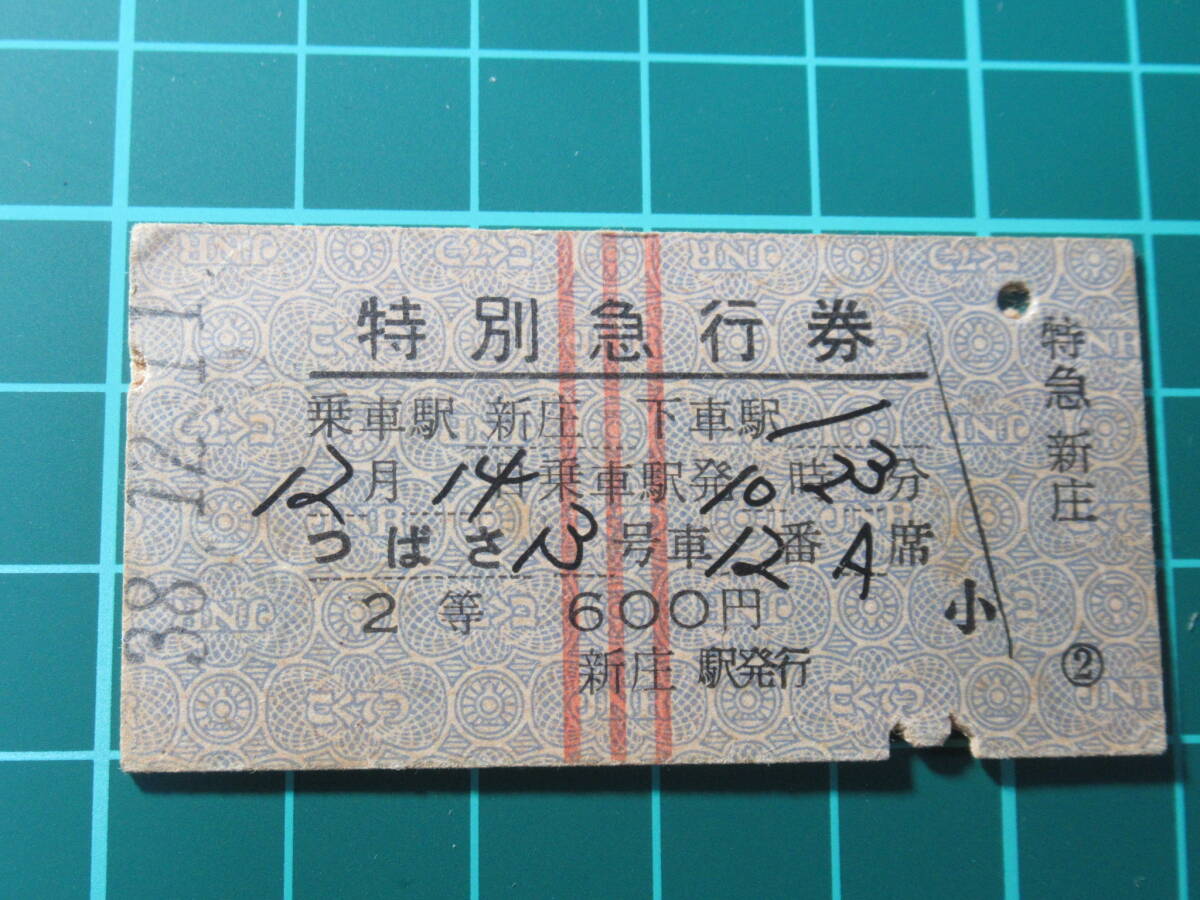 特別急行券
乗車駅 新庄 下車駅
12月14日乗車駅発10時23分
つばさ 号車12番A席
2等 600円
小
新庄 駅発行
特急 新庄
②
38.12.11